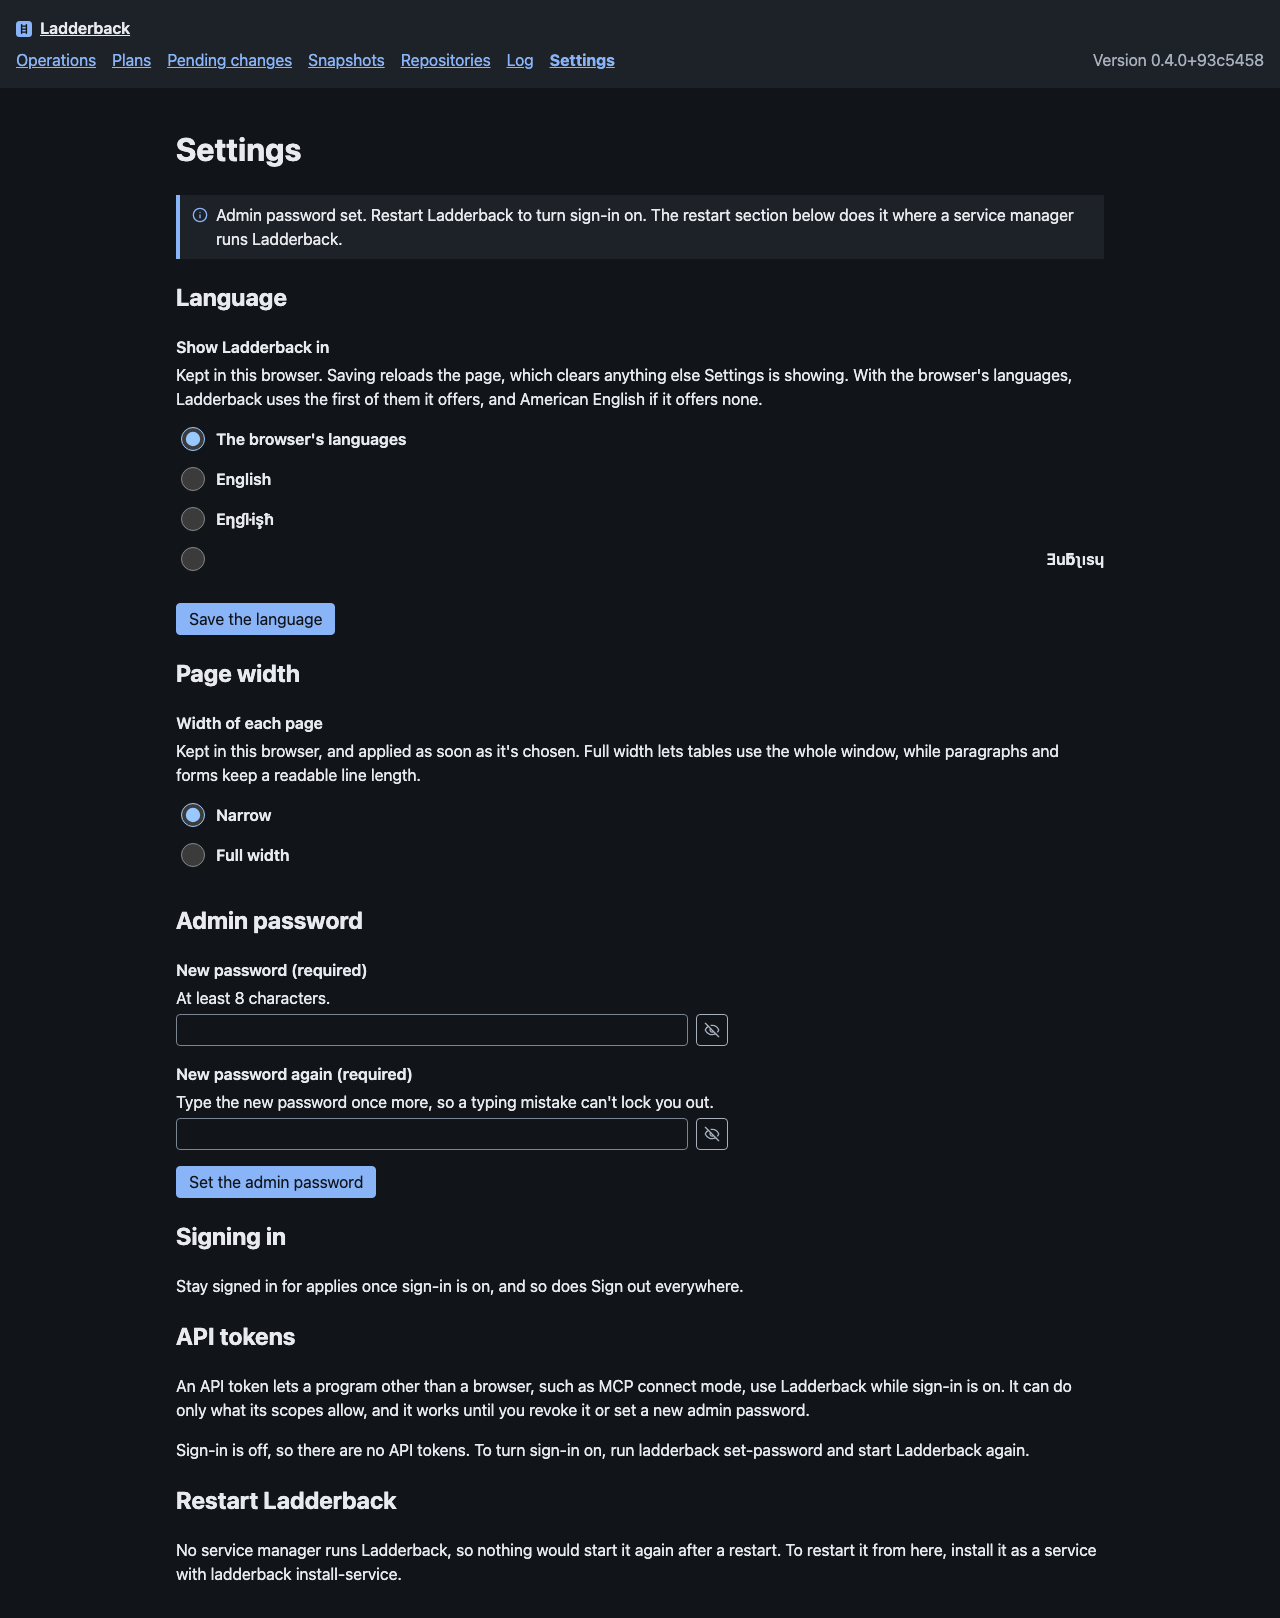 Ladderback
Operations Plans Pending changes Snapshots Repositories Log Settings Version 0.4.0+93c5458
Settings
Admin password set. Restart Ladderback to turn sign-in on. The restart section below does it where a service manager
runs Ladderback.
Language
Show Ladderback in
Kept in this browser. Saving reloads the page, which clears anything else Settings is showing. With the browser's languages,
Ladderback uses the first of them it offers, and American English if it offers none.
The browser's languages
English
Eƞɠŀişħ
Ǝuƃʅısɥ
Save the language
Page width
Width of each page
Kept in this browser, and applied as soon as it's chosen. Full width lets tables use the whole window, while paragraphs and
forms keep a readable line length.
Narrow
Full width
Admin password
New password (required)
At least 8 characters.
New password again (required)
Type the new password once more, so a typing mistake can't lock you out.
Set the admin password
Signing in
Stay signed in for applies once sign-in is on, and so does Sign out everywhere.
API tokens
An API token lets a program other than a browser, such as MCP connect mode, use Ladderback while sign-in is on. It can do
only what its scopes allow, and it works until you revoke it or set a new admin password.
Sign-in is off, so there are no API tokens. To turn sign-in on, run ladderback set-password and start Ladderback again.
Restart Ladderback
No service manager runs Ladderback, so nothing would start it again after a restart. To restart it from here, install it as a service
with ladderback install-service.